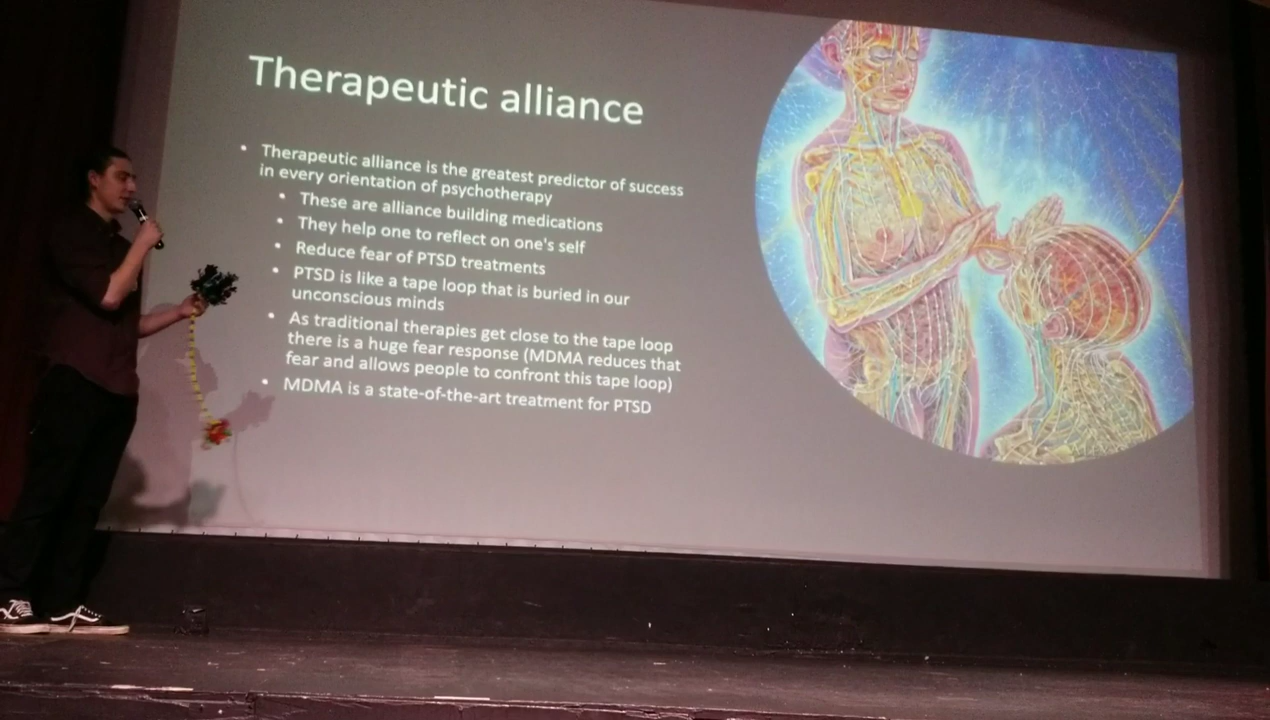 Therapeutic alliance
• Therapeutic alliance is the greatest predictor of success
in every orientation of psychotherapy
• These are alliance building medications
• They help one to reflect on one's self
• Reduce fear of PTSD treatments
• PTSD is like a tape loop that is buried in our
unconscious minds
• As traditional therapies get close to the tape loop
there is a huge fear response (MDMA reduces that
fear and allows people to confront this tape loop)
• MDMA is a state-of-the-art treatment for PTSD